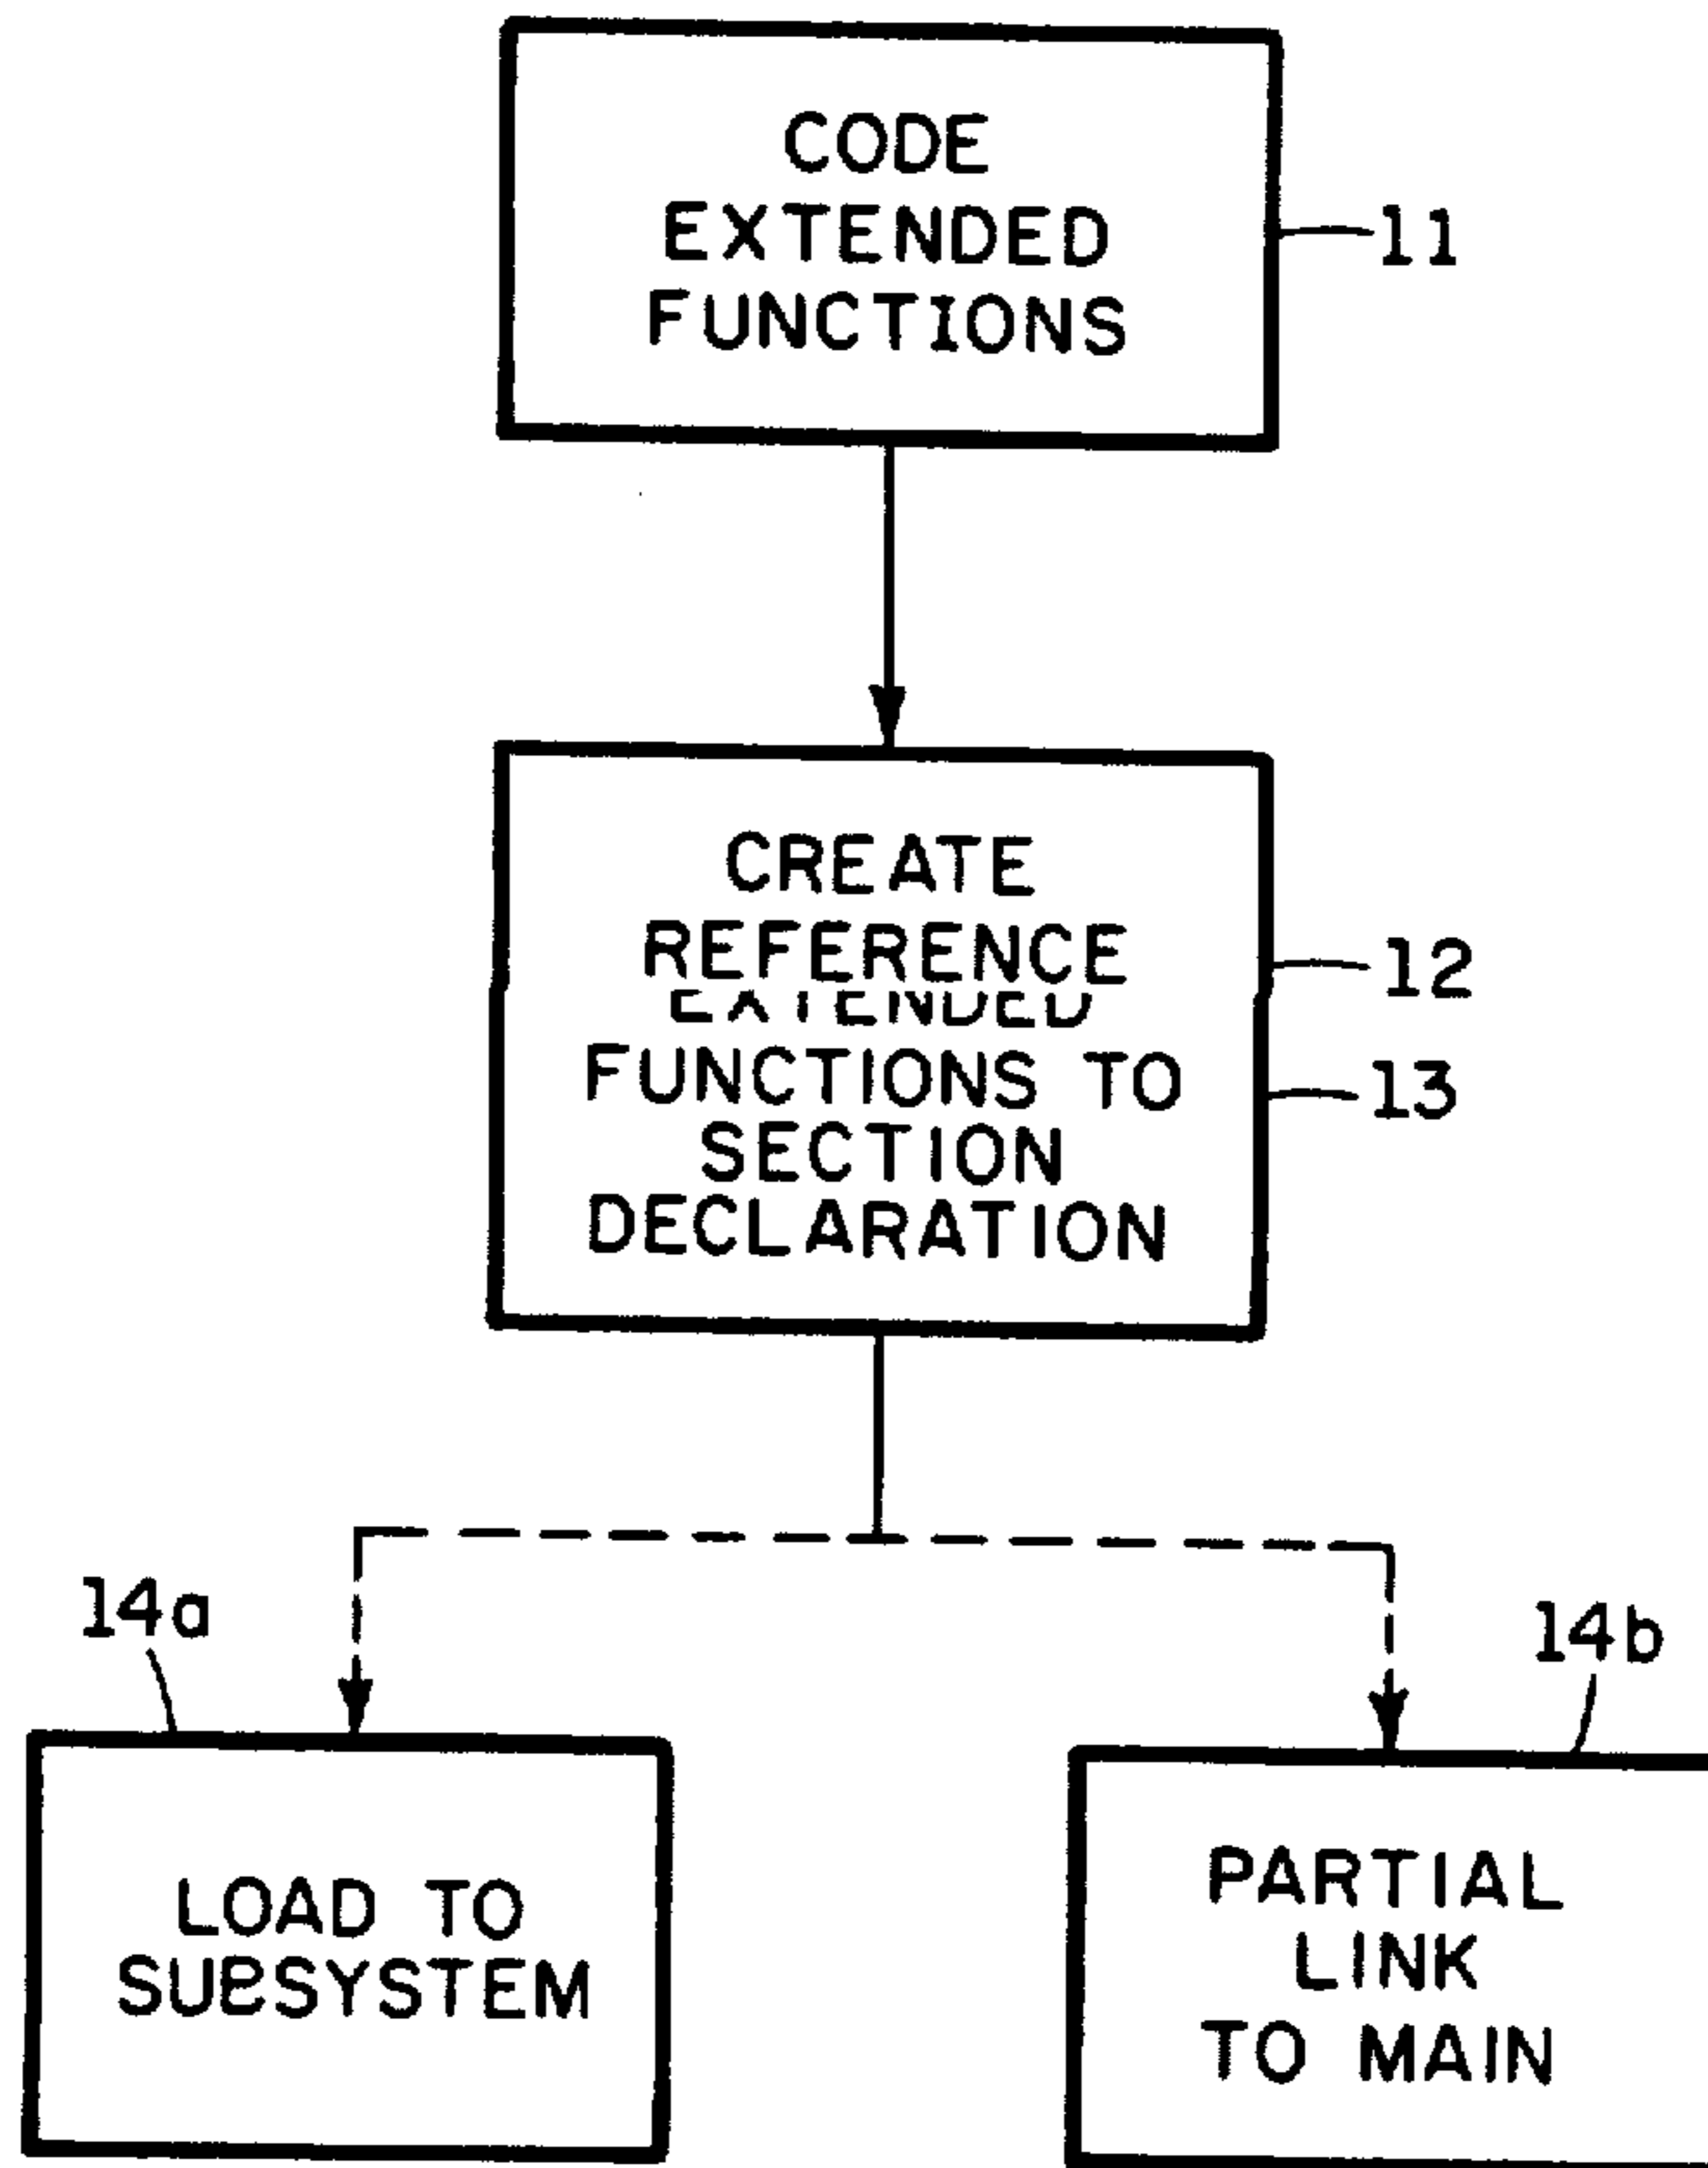 CODE
EXTENDED
FUNCTIONS
11
CREATE
REFERENCE
12
EXTENDED
FUNCTIONS TO
13
SECTION
DECLARATION
14a
14b
LOAD TO
SUBSYSTEM
PARTIAL
LINK
TO MAIN